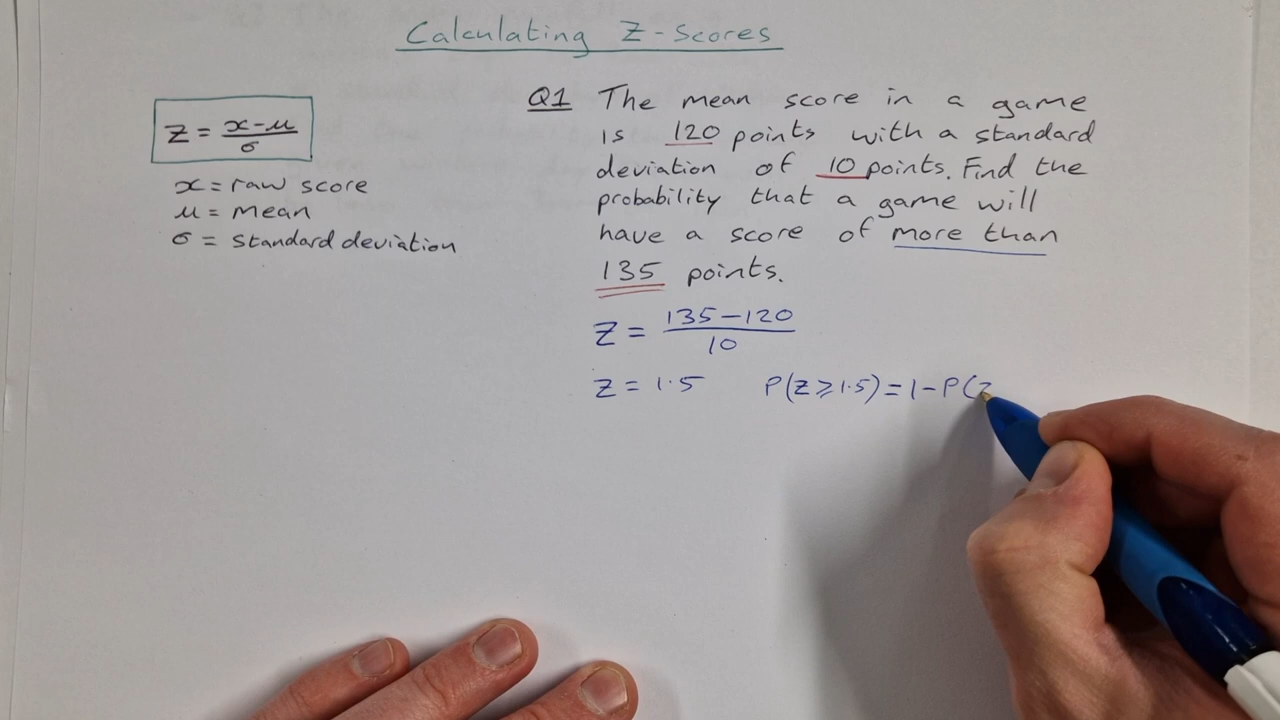 Calculating Z-Scores
Z = x-μ/σ
x = raw score
μ = mean
σ = standard deviation
Q1 The mean score in a game
is 120 points with a standard
deviation of 10 points. Find the
probability that a game will
have a score of more than
135 points.
Z = 135-120/10
Z = 1.5 P(Z⩾1.5) = 1-P(Z